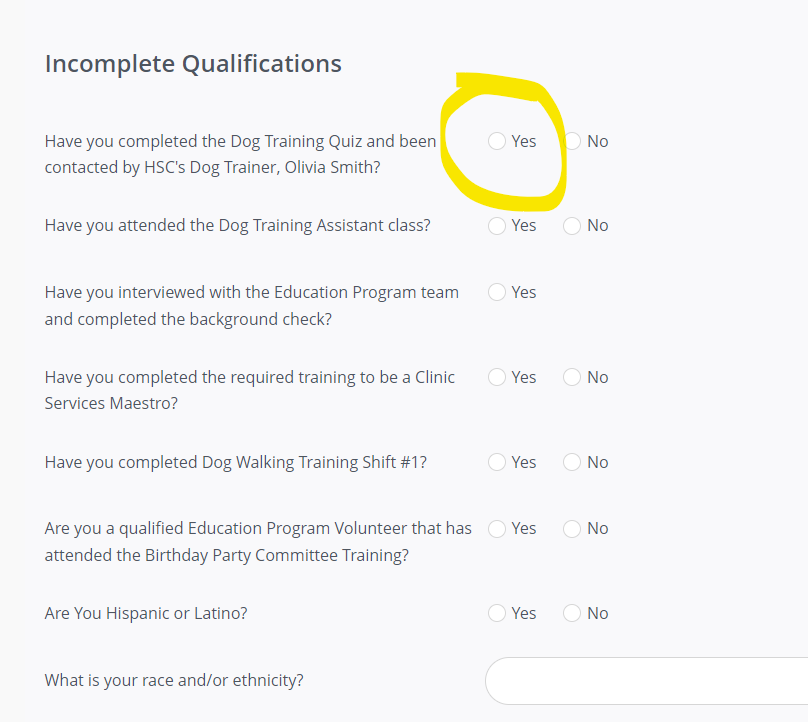 Incomplete Qualifications
Have you completed the Dog Training Quiz and been Yes No
contacted by HSC's Dog Trainer, Olivia Smith?
Have you attended the Dog Training Assistant class? Yes No
Have you interviewed with the Education Program team Yes
and completed the background check?
Have you completed the required training to be a Clinic Yes No
Services Maestro?
Have you completed Dog Walking Training Shift #1? Yes No
Are you a qualified Education Program Volunteer that has Yes No
attended the Birthday Party Committee Training?
Are You Hispanic or Latino? Yes No
What is your race and/or ethnicity?